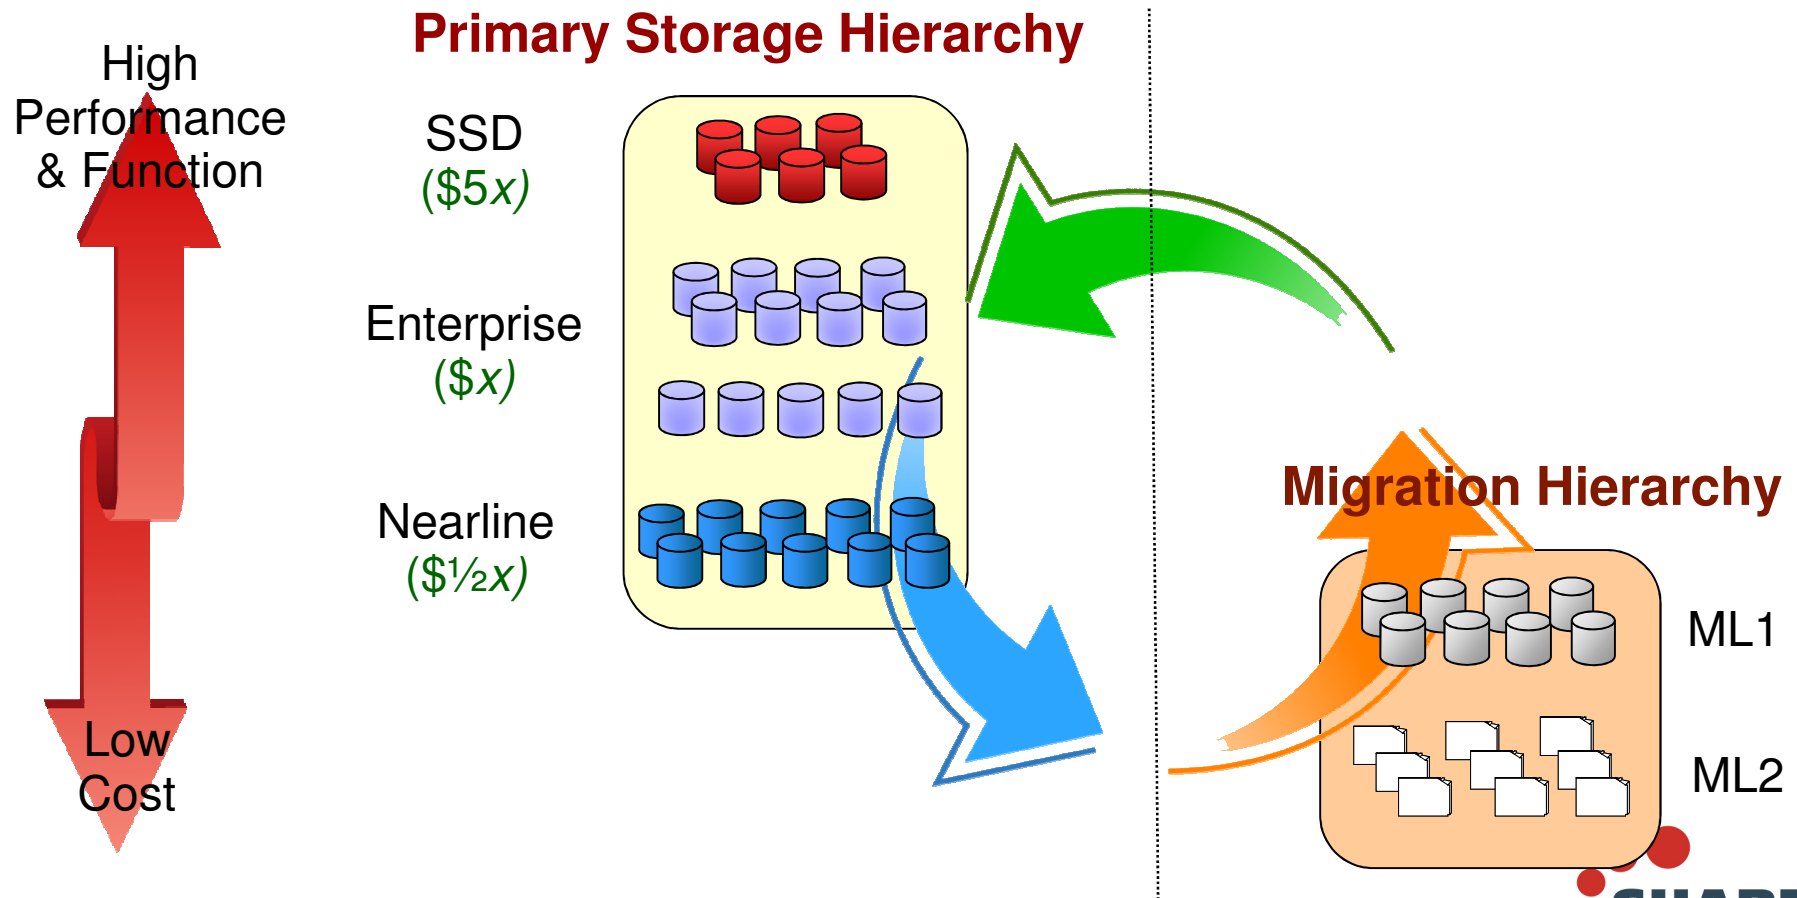 Primary Storage Hierarchy
High
Performance
& Function
SSD
($5x)
Enterprise
($x)
Nearline
($½x)
Low
Cost
Migration Hierarchy
ML1
ML2